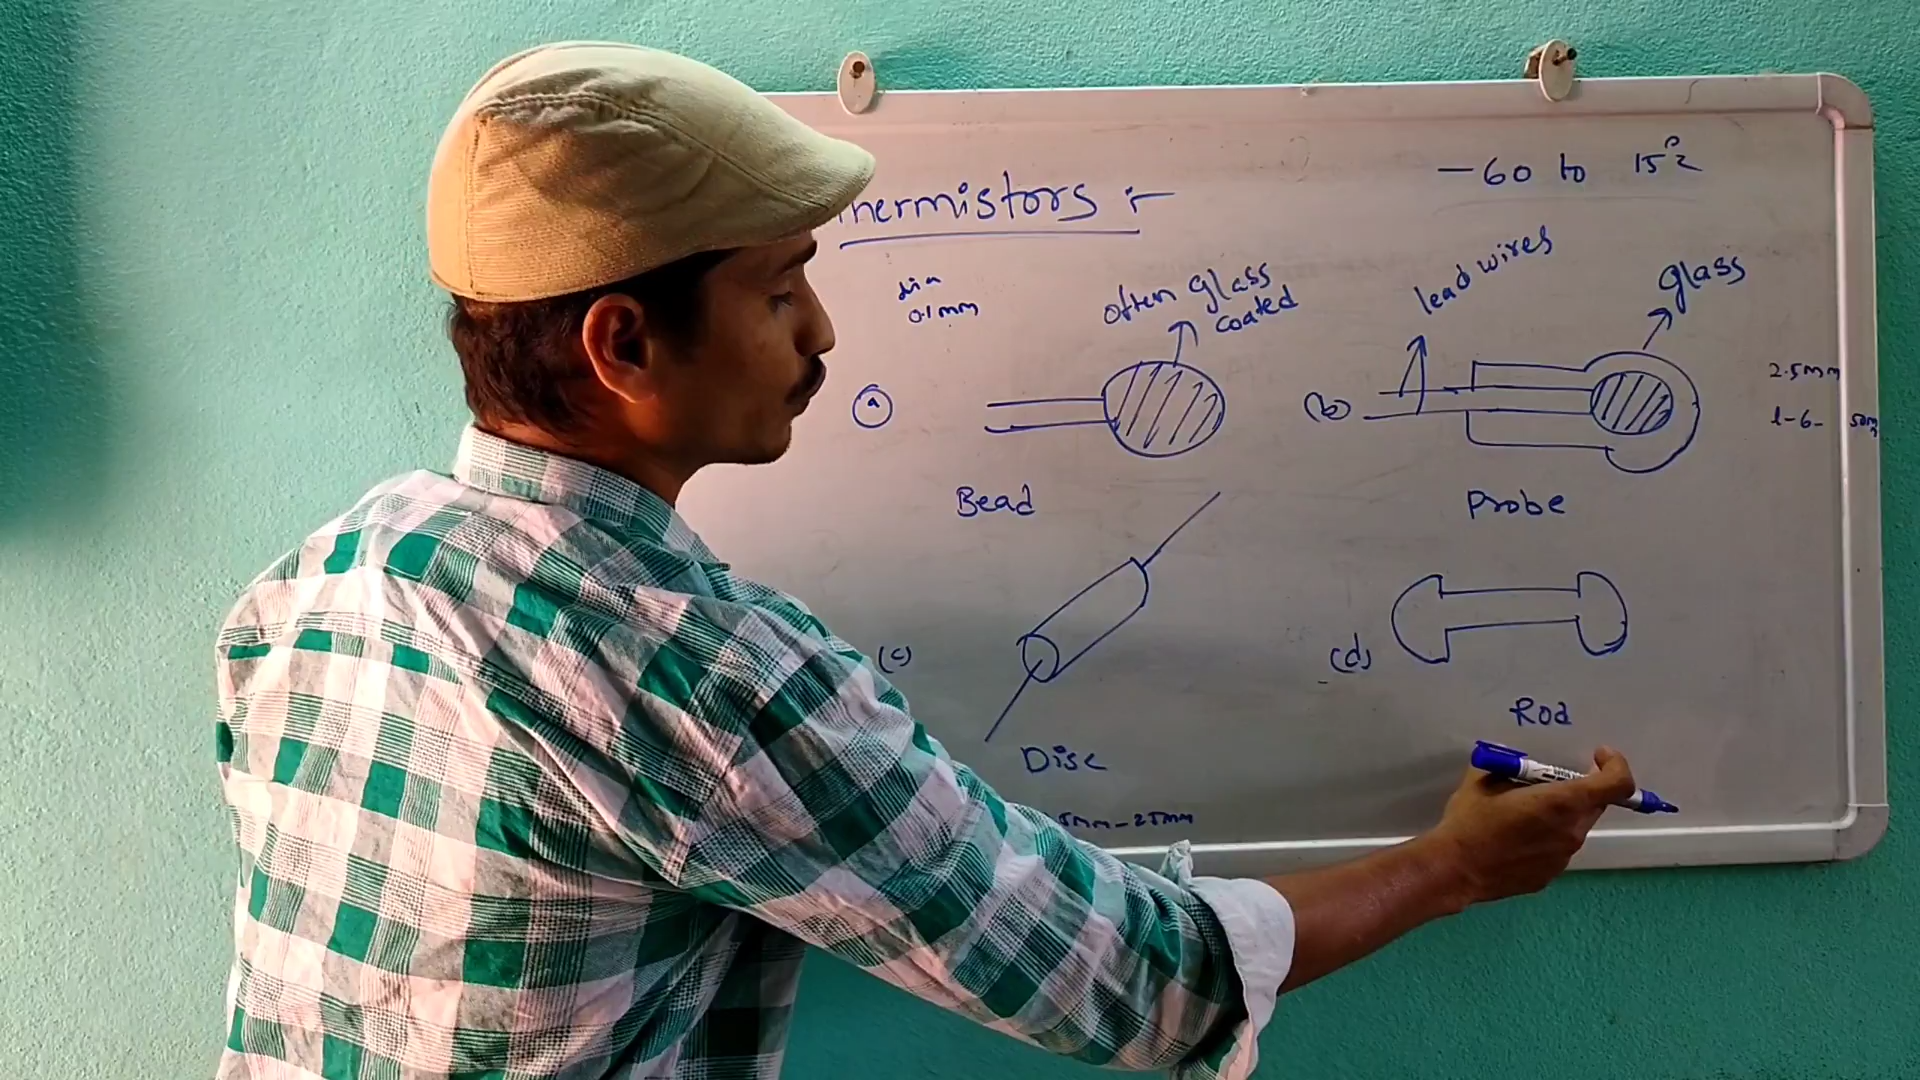 - 60 to 15°c
Thermistors :-
dia
0.1mm
often glass
coated
lead wires
glass
(a)
(b)
2.5mm
Bead
Probe
(c)
(d)
Rod
Disc
5mm - 25mm